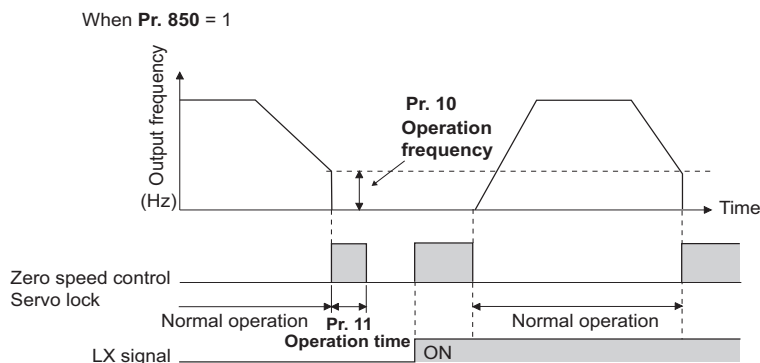 When Pr. 850 = 1
Output frequency
(Hz)
Pr. 10
Operation
frequency
Time
Zero speed control
Servo lock
Normal operation
Pr. 11
Operation time
Normal operation
LX signal
ON